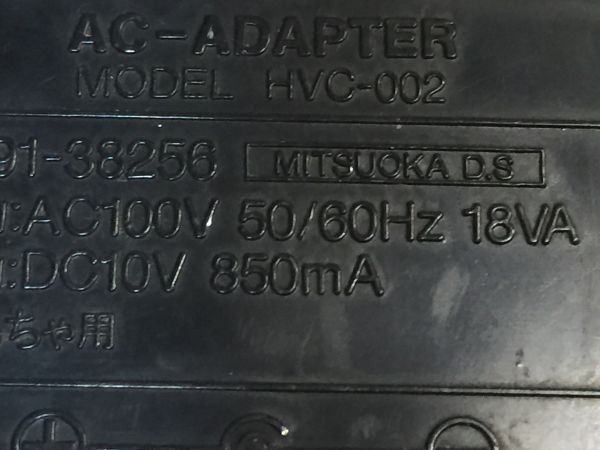 AC-ADAPTER
MODEL HVC-002
91-38256 MITSUOKA D.S
:AC100V 50/60Hz 18VA
:DC10V 850mA
ちゃ用